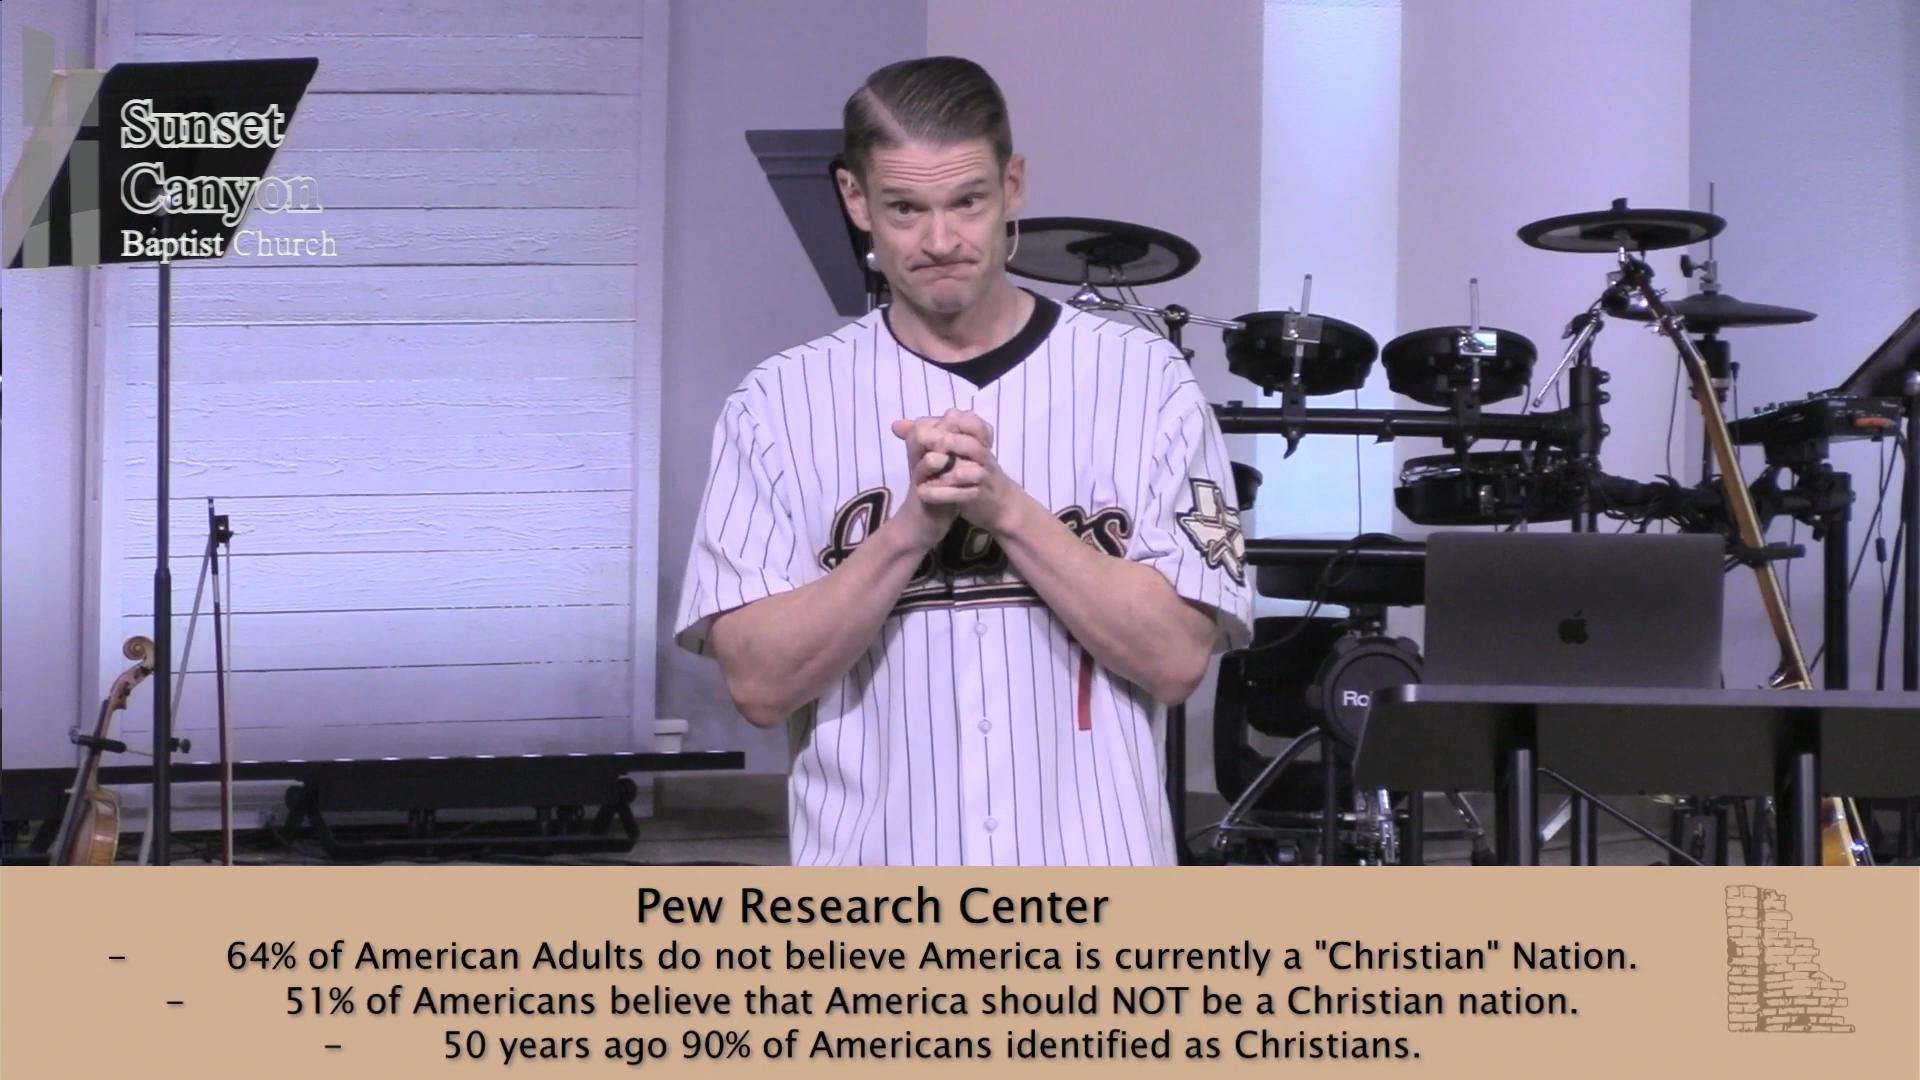 Sunset
Canyon
Baptist Church
Ro
Pew Research Center
- 64% of American Adults do not believe America is currently a "Christian" Nation.
- 51% of Americans believe that America should NOT be a Christian nation.
- 50 years ago 90% of Americans identified as Christians.